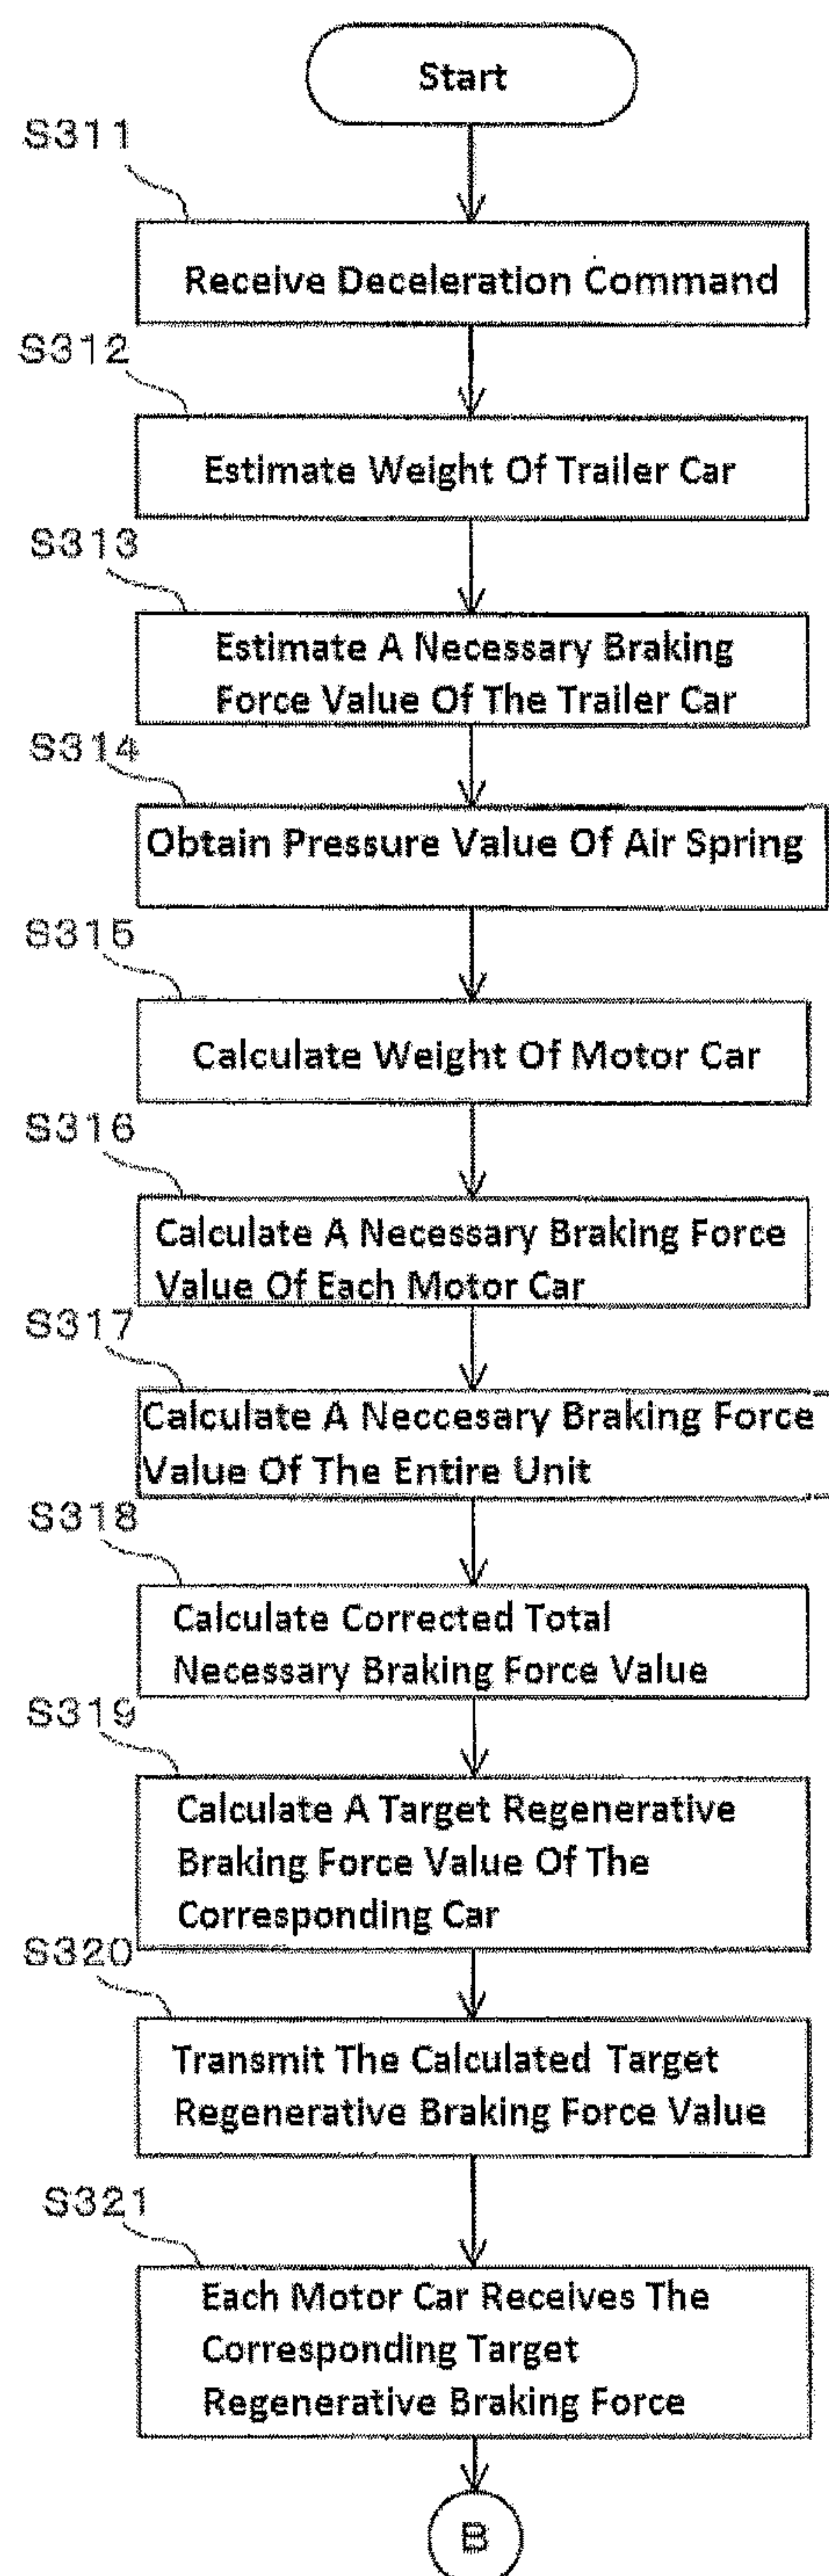 Start
S311
Receive Deceleration Command
S312
Estimate Weight Of Trailer Car
S313
Estimate A Necessary Braking
Force Value Of The Trailer Car
S314
Obtain Pressure Value Of Air Spring
S315
Calculate Weight Of Motor Car
S316
Calculate A Necessary Braking Force
Value Of Each Motor Car
S317
Calculate A Neccesary Braking Force
Value Of The Entire Unit
S318
Calculate Corrected Total
Necessary Braking Force Value
S319
Calculate A Target Regenerative
Braking Force Value Of The
Corresponding Car
S320
Transmit The Calculated Target
Regenerative Braking Force Value
S321
Each Motor Car Receives The
Corresponding Target
Regenerative Braking Force
B